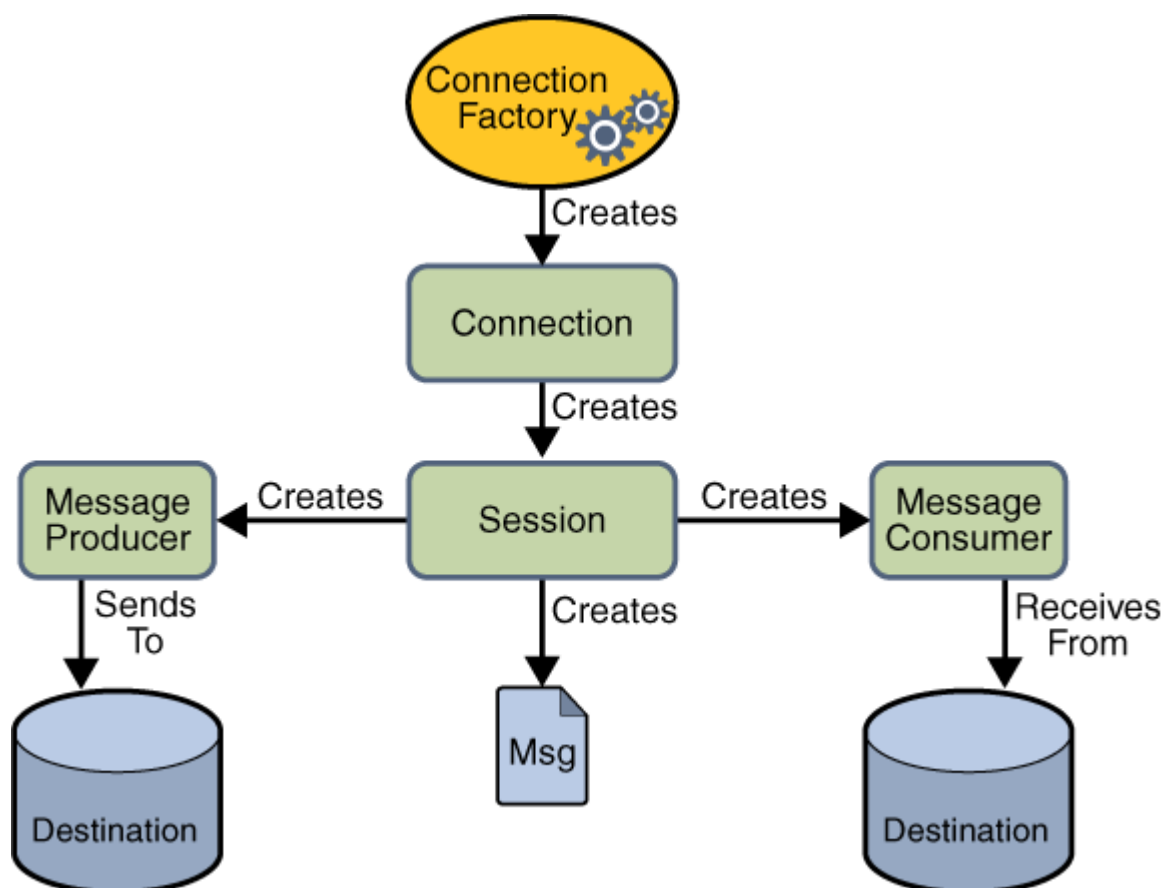 Connection
Factory
Creates
Connection
Creates
Message
Producer
Creates
Session
Creates
Message
Consumer
Sends
To
Creates
Receives
From
Destination
Msg
Destination